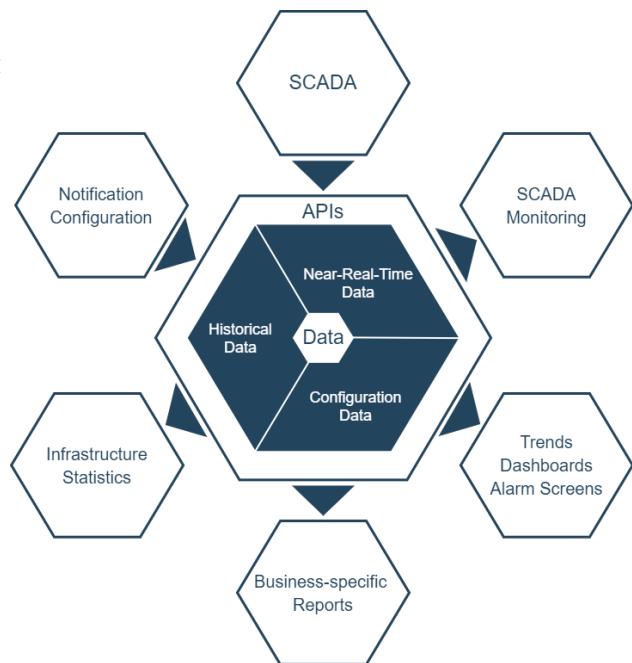 SCADA
Notification
Configuration
SCADA
Monitoring
APIs
Near-Real-Time
Data
Historical
Data
Data
Configuration
Data
Infrastructure
Statistics
Trends
Dashboards
Alarm Screens
Business-specific
Reports